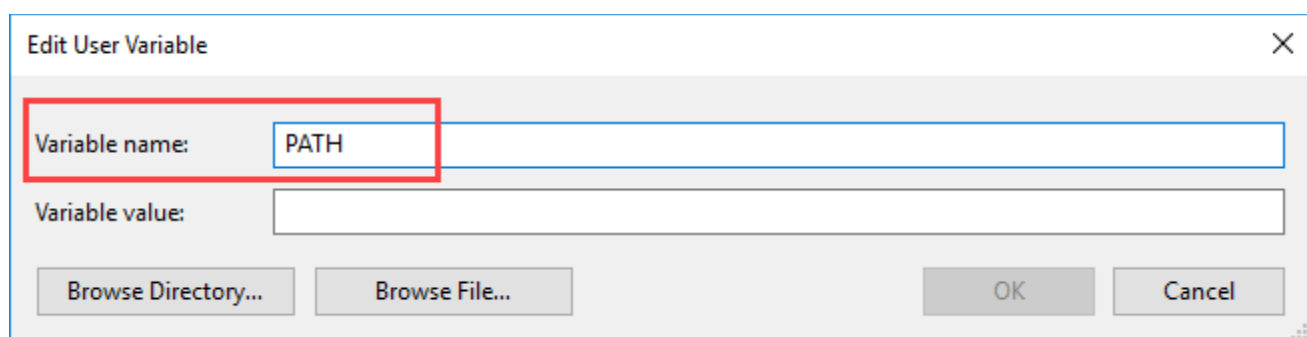 Edit User Variable
Variable name: PATH
Variable value:
Browse Directory... Browse File... OK Cancel